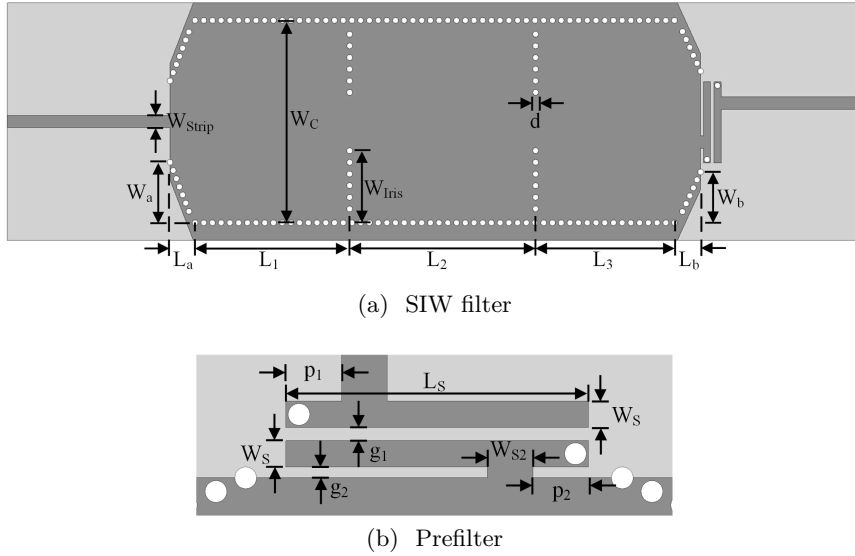 W_Strip
W_C
d
W_a
W_Iris
W_b
L_a L_1 L_2 L_3 L_b
(a) SIW filter
p_1
L_S
W_S
W_S W_S2
g_1
g_2 p_2
(b) Prefilter